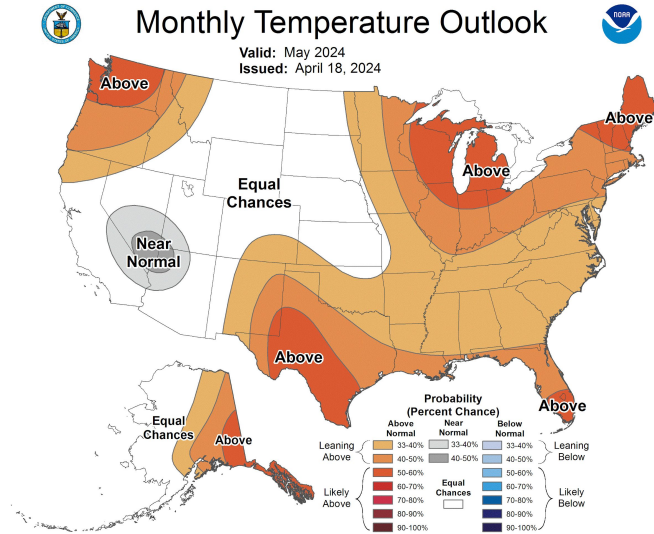 Monthly Temperature Outlook
NOAA
Valid: May 2024
Issued: April 18, 2024
Above
Above
Above
Equal
Chances
Near
Normal
Above
Above
Equal
Chances
Above
Probability
(Percent Chance)
Above
Normal
Near
Normal
Below
Normal
Leaning
Above
33-40%
33-40%
33-40%
Leaning
Below
40-50%
40-50%
40-50%
50-60%
50-60%
Likely
Above
60-70%
Equal
Chances
60-70%
Likely
Below
70-80%
70-80%
80-90%
80-90%
90-100%
90-100%